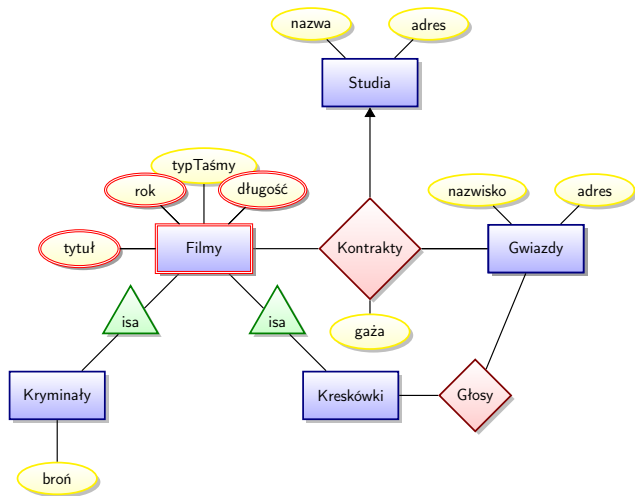 nazwa
adres
Studia
typTaśmy
rok
długość
nazwisko
adres
tytuł
Filmy
Kontrakty
Gwiazdy
isa
isa
gaża
Kryminały
Kreskówki
Głosy
broń